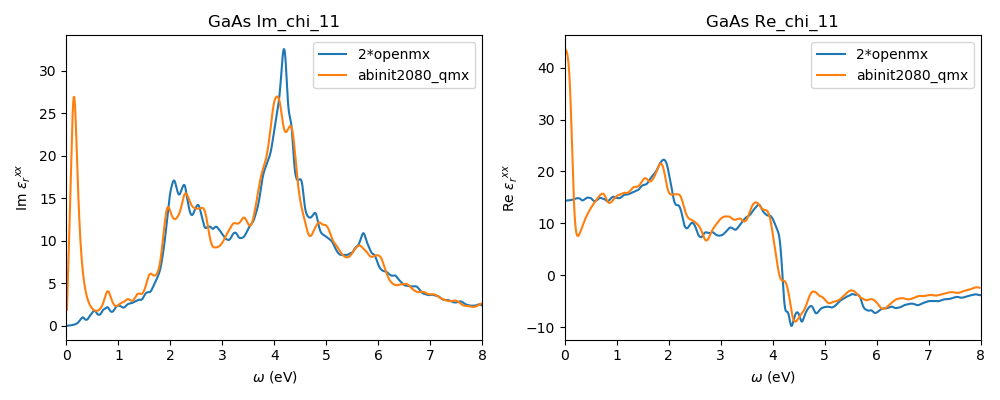 GaAs Im_chi_11
2*openmx
abinit2080_qmx
Im ε_r^xx
30
25
20
15
10
5
0
0 1 2 3 4 5 6 7 8
ω (eV)
GaAs Re_chi_11
2*openmx
abinit2080_qmx
Re ε_r^xx
40
30
20
10
0
−10
0 1 2 3 4 5 6 7 8
ω (eV)